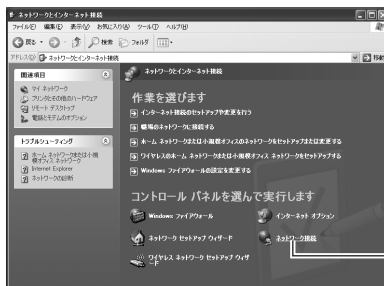 ネットワークとインターネット接続
ファイル(F) 編集(E) 表示(V) お気に入り(A) ツール(T) ヘルプ(H)
戻る 検索 フォルダ
アドレス(D) ネットワークとインターネット接続 移動
関連項目
マイ ネットワーク
プリンタとその他のハードウェア
リモート デスクトップ
電話とモデムのオプション
トラブルシューティング
ホーム ネットワークまたは小規
模オフィス ネットワーク
Internet Explorer
ネットワークの診断
ネットワークとインターネット接続
作業を選びます
インターネット接続のセットアップや変更を行う
職場のネットワークに接続する
ホーム ネットワークまたは小規模オフィスのネットワークをセットアップまたは変更する
ワイヤレスのホーム ネットワークまたは小規模オフィス ネットワークをセットアップする
Windows ファイアウォールの設定を変更する
コントロール パネルを選んで実行します
Windows ファイアウォール
インターネット オプション
ネットワーク セットアップ ウィザード
ネットワーク接続
ワイヤレス ネットワーク セットアップ ウィザ
ード